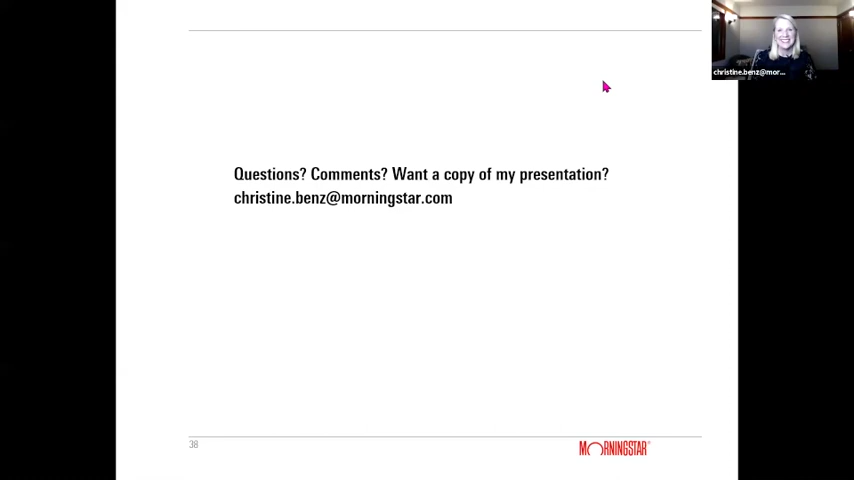 christine.benz@mor...
Questions? Comments? Want a copy of my presentation?
christine.benz@morningstar.com
38
MORNINGSTAR®